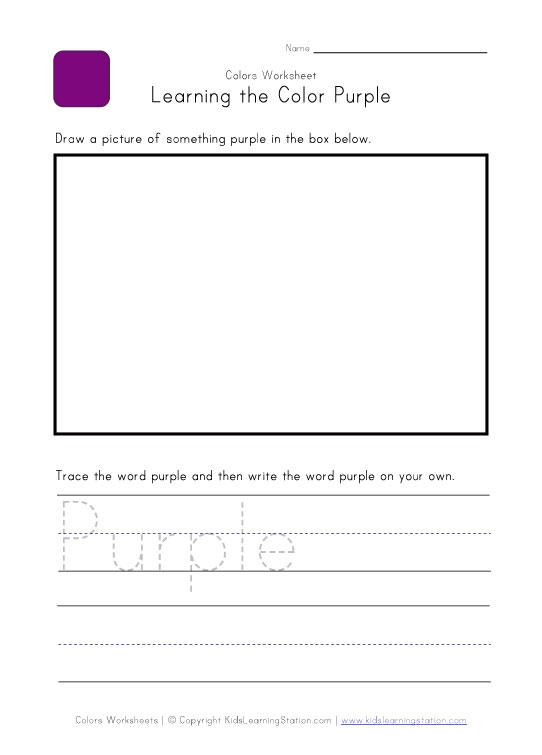 Name
Colors Worksheet
Learning the Color Purple
Draw a picture of something purple in the box below.
Trace the word purple and then write the word purple on your own.
Purple
Colors Worksheets | © Copyright KidsLearningStation.com | www.kidslearningstation.com